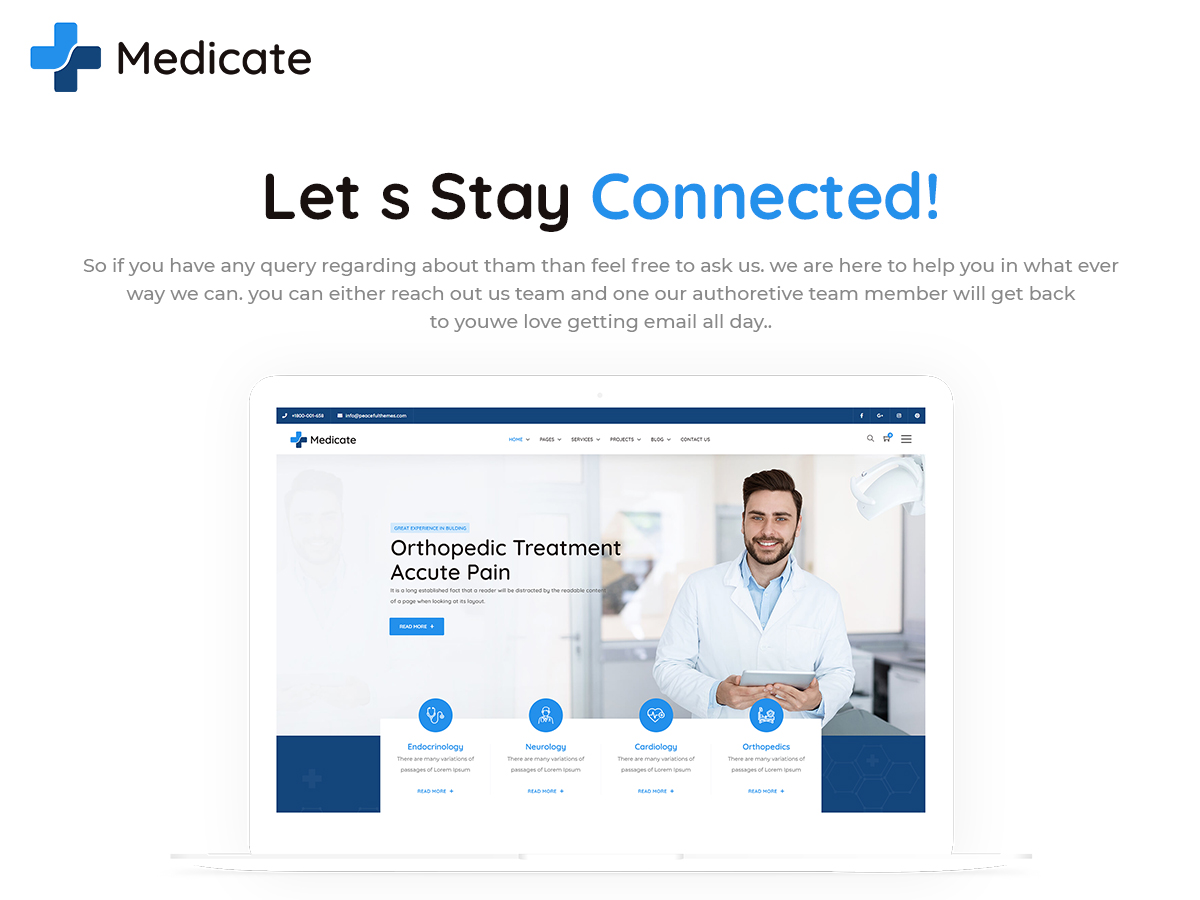 Medicate
Let s Stay Connected!
So if you have any query regarding about tham than feel free to ask us. we are here to help you in what ever
way we can. you can either reach out us team and one our authoretive team member will get back
to youwe love getting email all day..
+1800-001-658 info@peacefulthemes.com
Medicate HOME PAGES SERVICES PROJECTS BLOG CONTACT US
GREAT EXPERIENCE IN BULDING
Orthopedic Treatment
Accute Pain
It is a long established fact that a reader will be distracted by the readable content
of a page when looking at its layout.
READ MORE +
Endocrinology Neurology Cardiology Orthopedics
There are many variations of There are many variations of There are many variations of There are many variations of
passages of Lorem Ipsum passages of Lorem Ipsum passages of Lorem Ipsum passages of Lorem Ipsum
READ MORE + READ MORE + READ MORE + READ MORE +